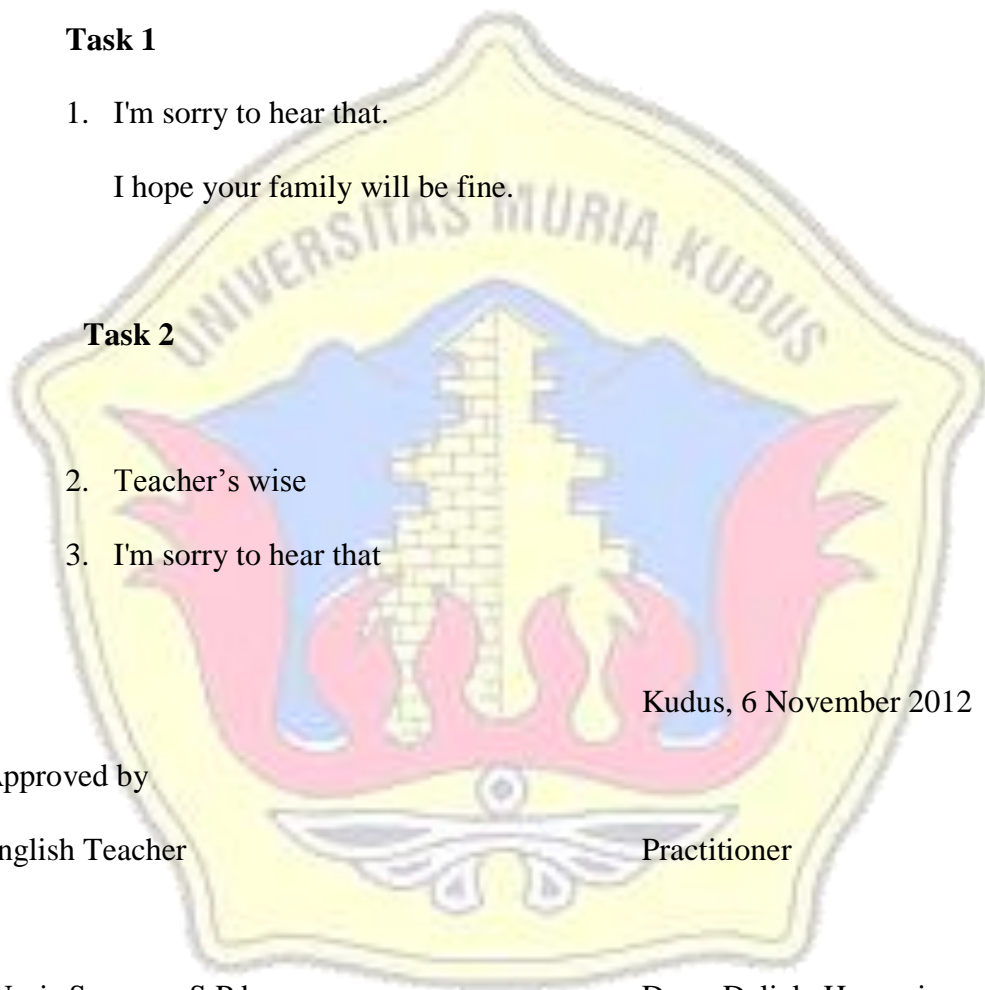 Task 1
1. I'm sorry to hear that.
I hope your family will be fine.
UNIVERSITAS MURIA KUDUS
Task 2
2. Teacher’s wise
3. I'm sorry to hear that
Kudus, 6 November 2012
Approved by
English Teacher Practitioner